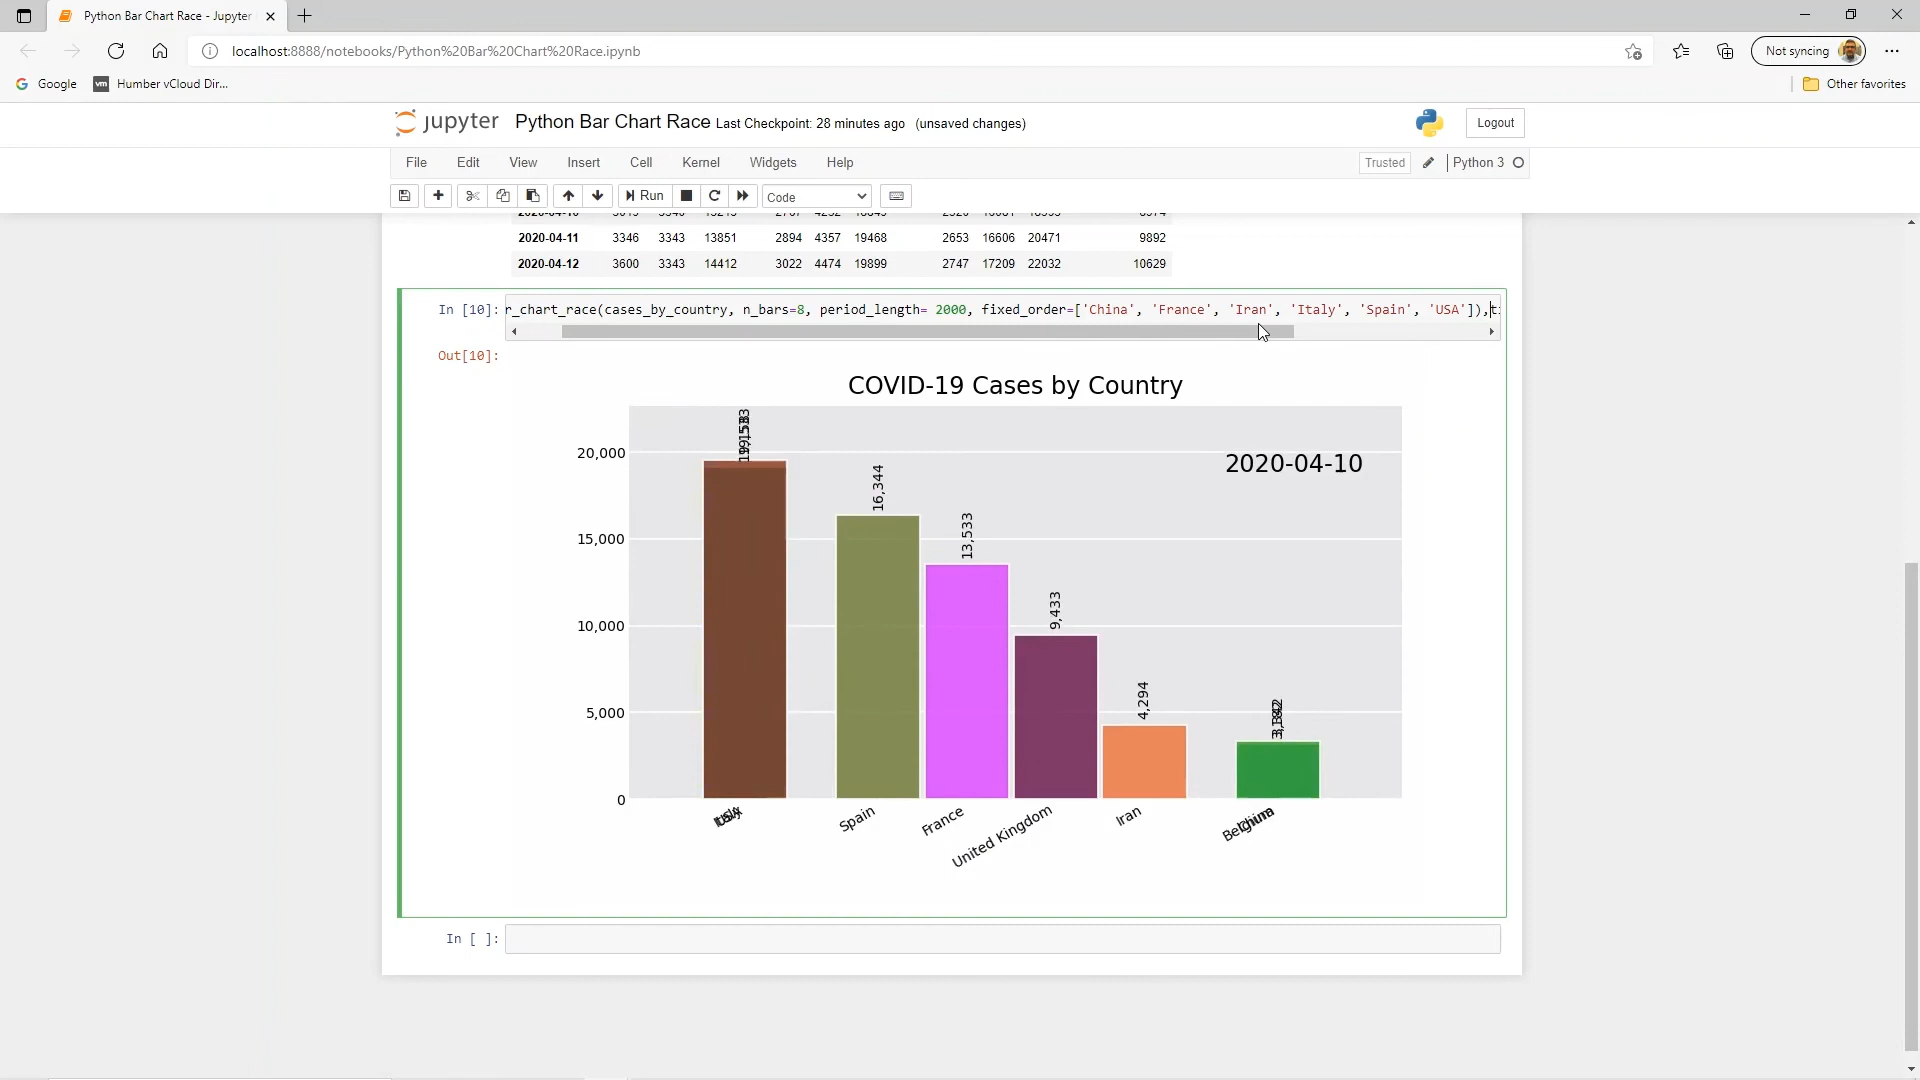 Python Bar Chart Race - Jupyter
localhost:8888/notebooks/Python%20Bar%20Chart%20Race.ipynb
Not syncing
Google
vm Humber vCloud Dir...
Other favorites
jupyter Python Bar Chart Race Last Checkpoint: 28 minutes ago (unsaved changes)
Logout
File Edit View Insert Cell Kernel Widgets Help
Trusted Python 3
Run Code
2020-04-11 3346 3343 13851 2894 4357 19468 2653 16606 20471 9892
2020-04-12 3600 3343 14412 3022 4474 19899 2747 17209 22032 10629
In [10]: r_chart_race(cases_by_country, n_bars=8, period_length= 2000, fixed_order=['China', 'France', 'Iran', 'Italy', 'Spain', 'USA']),
Out[10]:
COVID-19 Cases by Country
2020-04-10
20,000
15,000
10,000
5,000
0
16,344
13,533
9,433
4,294
Spain
France
United Kingdom
Iran
In [ ]: